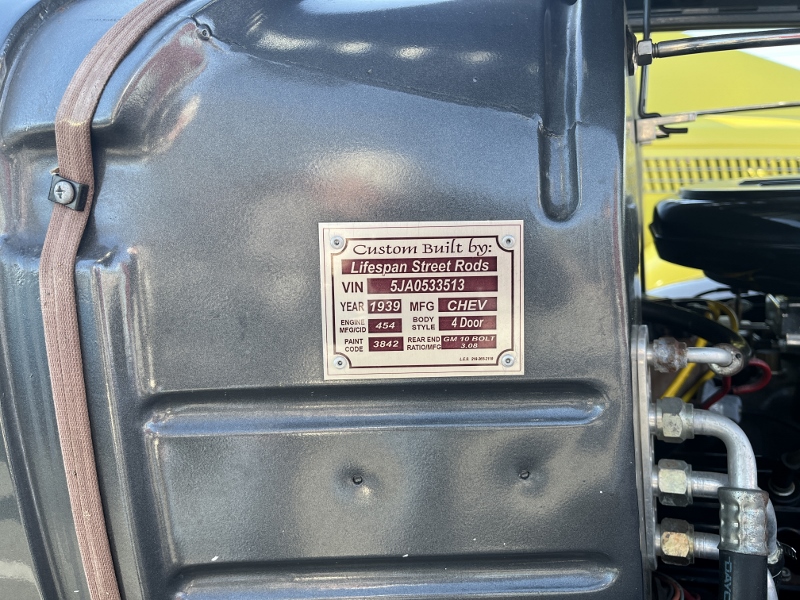 Custom Built by:
Lifespan Street Rods
VIN 5JA0533513
YEAR 1939 MFG CHEV
ENGINE MFG/CID 454 BODY STYLE 4 Door
PAINT CODE 3842 REAR END RATIO/MFG GM 10 BOLT 3.08
DAYC